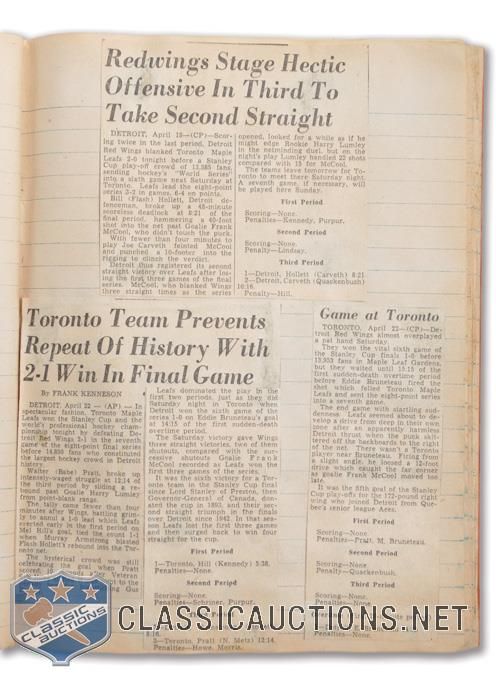 Redwings Stage Hectic
Offensive In Third To
Take Second Straight
DETROIT, April 19—(CP)—Scor-
ing twice in the last period, Detroit
Red Wings blanked Toronto Maple
Leafs 2-0 tonight before a Stanley
Cup play-off crowd of 12,385 fans,
sending hockey's "World Series"
into a sixth game next Saturday at
Toronto. Leafs lead the eight-point
series 3-2 in games, 6-4 on points.
Bill (Flash) Hollett, Detroit de-
fenceman, broke up a 48-minute
scoreless deadlock at 8:21 of the
final period, hammering a 40-foot
shot into the net past Goalie Frank
McCool, who didn't touch the puck.
With fewer than four minutes to
play Joe Carveth feinted McCool
and punched a 10-footer into the
rigging to clinch the verdict.
Detroit thus registered its second
straight victory over Leafs after los-
ing the first three games of the final
series. McCool, who blanked Wings
three straight times as the series
opened, looked for a while as if he
might edge Rookie Harry Lumley
in the netminding duel, but on the
night's play Lumley handled 22 shots
compared with 15 for McCool.
The teams leave tomorrow for To-
ronto to meet there Saturday night.
A seventh game, if necessary, will
be played here Sunday.
First Period
Scoring—None.
Penalties—Kennedy, Purpur.
Second Period
Scoring—None.
Penalty—Lindsay.
Third Period
1—Detroit, Hollett (Carveth) 8:21
2—Detroit, Carveth (Quackenbush)
16:16.
Penalty—Hill.
Toronto Team Prevents
Repeat Of History With
2-1 Win In Final Game
By FRANK KENNESON
DETROIT, April 22 — (AP) — In
spectacular fashion, Toronto Maple
Leafs won the Stanley Cup and the
world's professional hockey cham-
pionship tonight by defeating De-
troit Red Wings 2-1 in the seventh
game of the eight-point final series
before 14,890 fans who constituted
the largest hockey crowd in Detroit
history.
Walter (Babe) Pratt, broke up
intensely-waged struggle at 12:14 of
the third period by sliding a re-
bound past Goalie Harry Lumley
from point-blank range.
The tally came fewer than four
minutes after Wings, battling grim-
ly to annul a 1-0 lead which Leafs
erected early in the first period on
Mel Hill's goal, tied the count 1-1
when Murray Armstrong blasted
Flash Hollett's rebound into the To-
ronto net.
The hysterical crowd was still
celebrating the goal when Pratt
after Veteran
Gus
Leafs dominated the play in the
first two periods, just as they did
Saturday night in Toronto when
Detroit won the sixth game of the
series 1-0 on Eddie Bruneteau's goal
at 14:15 of the first sudden-death
overtime period.
The Saturday victory gave Wings
three straight victories, two of them
shutouts, compared with the suc-
cessive shutouts Goalie Frank
McCool recorded as Leafs won the
first three games of the series.
It was the sixth victory for a Tor-
onto team in the Stanley Cup final
since Lord Stanley of Preston, then
Governor-General of Canada, don-
ated the cup in 1893, and their sec-
ond straight triumph in the finals
over Detroit since 1942. In that sea-
son Leafs lost the first three games
and then surged back to win four
straight for the cup.
First Period
1—Toronto, Hill (Kennedy) 5:38.
Penalties—None.
Second Period
Scoring—None.
Penalties—Schriner, Purpur.
8:16.
3—Toronto, Pratt (N. Metz) 12:14.
Penalties—Howe, Morris.
Game at Toronto
TORONTO, April 22—(CP)—De-
troit Red Wings almost overplayed
a pat hand Saturday.
They won the vital sixth game of
the Stanley Cup finals 1-0 before
13,953 fans in Maple Leaf Gardens,
but they waited until 15:15 of the
first sudden-death overtime period
before Eddie Bruneteau fired the
shot which felled Toronto Maple
Leafs and sent the eight-point series
into a seventh game.
The end came with startling sud-
denness. Leafs seemed about to de-
velop a drive from deep in their own
zone after an apparently harmless
Detroit thrust when the puck skit-
tered off the backboards to the right
of the net. There wasn't a Toronto
player near Bruneteau. Firing from
a slight angle, he loosed a 12-foot
drive which caught the far corner
as goalie Frank McCool moved too
late.
It was the fifth goal of the Stanley
Cup play-offs for the 172-pound right
wing who joined Detroit from Que-
bec's senior league Aces.
First Period
Scoring—None.
Penalties—Pratt, M. Bruneteau.
Second Period
Scoring—None.
Penalty—Quackenbush.
Third Period
Scoring—None.
Penalties—None.
CLASSIC
AUCTIONS
CLASSICAUCTIONS.NET